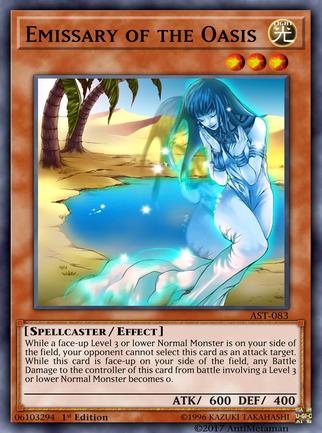 Emissary of the Oasis
LIGHT
光
AST-083
[Spellcaster / Effect]
While a face-up Level 3 or lower Normal Monster is on your side of
the field, your opponent cannot select this card as an attack target.
While this card is face-up on your side of the field, any Battle
Damage to the controller of this card from battle involving a Level 3
or lower Normal Monster becomes 0.
ATK/ 600 DEF/ 400
06103294 1st Edition ©1996 KAZUKI TAKAHASHI
©2017 AntiMetaman